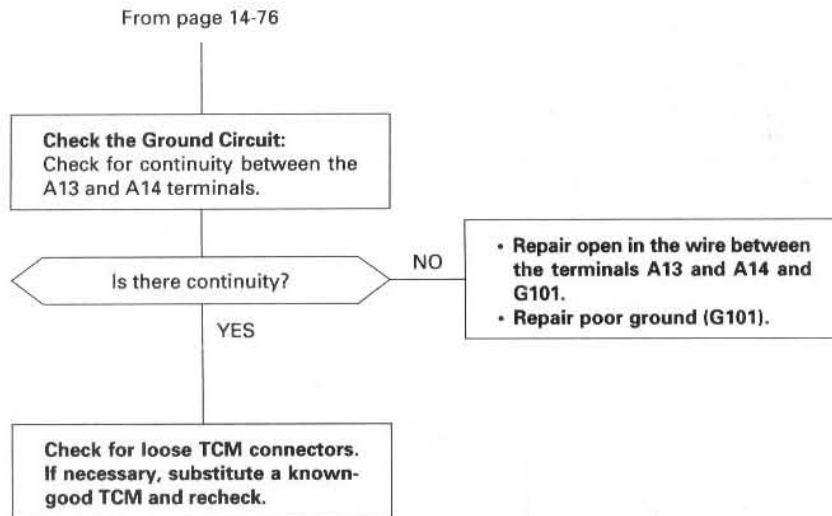 From page 14-76
Check the Ground Circuit:
Check for continuity between the
A13 and A14 terminals.
Is there continuity?
NO
• Repair open in the wire between
the terminals A13 and A14 and
G101.
• Repair poor ground (G101).
YES
Check for loose TCM connectors.
If necessary, substitute a known-
good TCM and recheck.